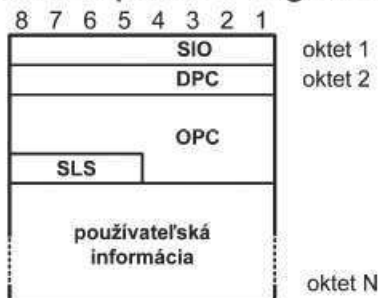 8 7 6 5 4 3 2 1
SIO oktet 1
DPC oktet 2
OPC
SLS
používateľská
informácia
oktet N